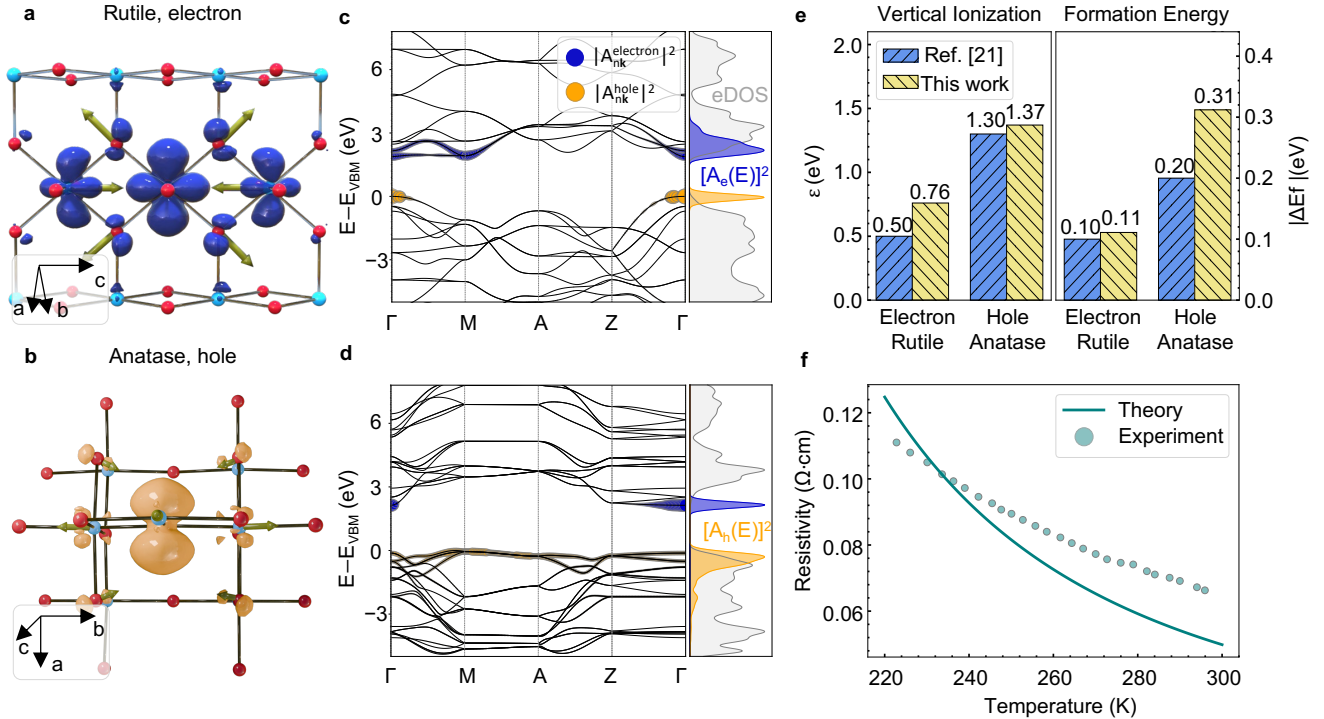 a
Rutile, electron
c
a
b
b
Anatase, hole
b
c
a
c
E−E_VBM (eV)
6
3
0
−3
Γ M A Z Γ
|A_nk^electron|²
|A_nk^hole|²
eDOS
[A_e(E)]²
d
E−E_VBM (eV)
6
3
0
−3
Γ M A Z Γ
[A_h(E)]²
e
Vertical Ionization
Formation Energy
Ref. [21]
This work
ε (eV)
2.0
1.5
1.0
0.5
0.0
0.50
0.76
1.30
1.37
0.10
0.11
0.20
0.31
|ΔEf |(eV)
0.4
0.3
0.2
0.1
0.0
Electron
Rutile
Hole
Anatase
Electron
Rutile
Hole
Anatase
f
Theory
Experiment
Resistivity (Ω·cm)
0.12
0.10
0.08
0.06
220 240 260 280 300
Temperature (K)